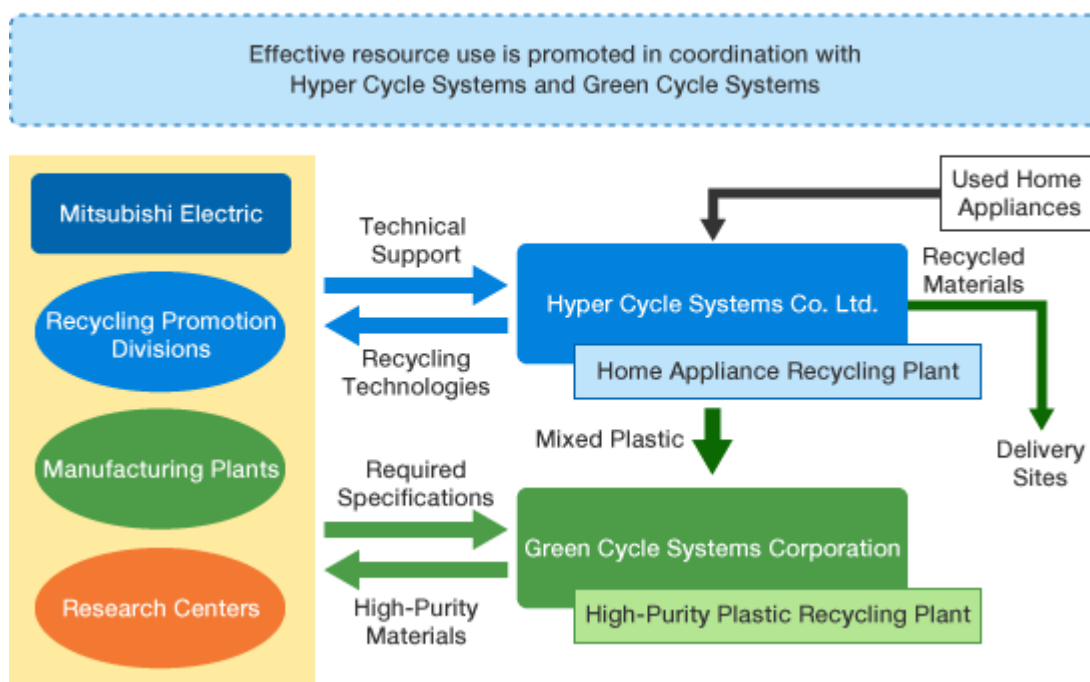 Effective resource use is promoted in coordination with
Hyper Cycle Systems and Green Cycle Systems
Mitsubishi Electric
Recycling Promotion
Divisions
Manufacturing Plants
Research Centers
Technical
Support
Recycling
Technologies
Required
Specifications
High-Purity
Materials
Used Home
Appliances
Hyper Cycle Systems Co. Ltd.
Home Appliance Recycling Plant
Recycled
Materials
Delivery
Sites
Mixed Plastic
Green Cycle Systems Corporation
High-Purity Plastic Recycling Plant